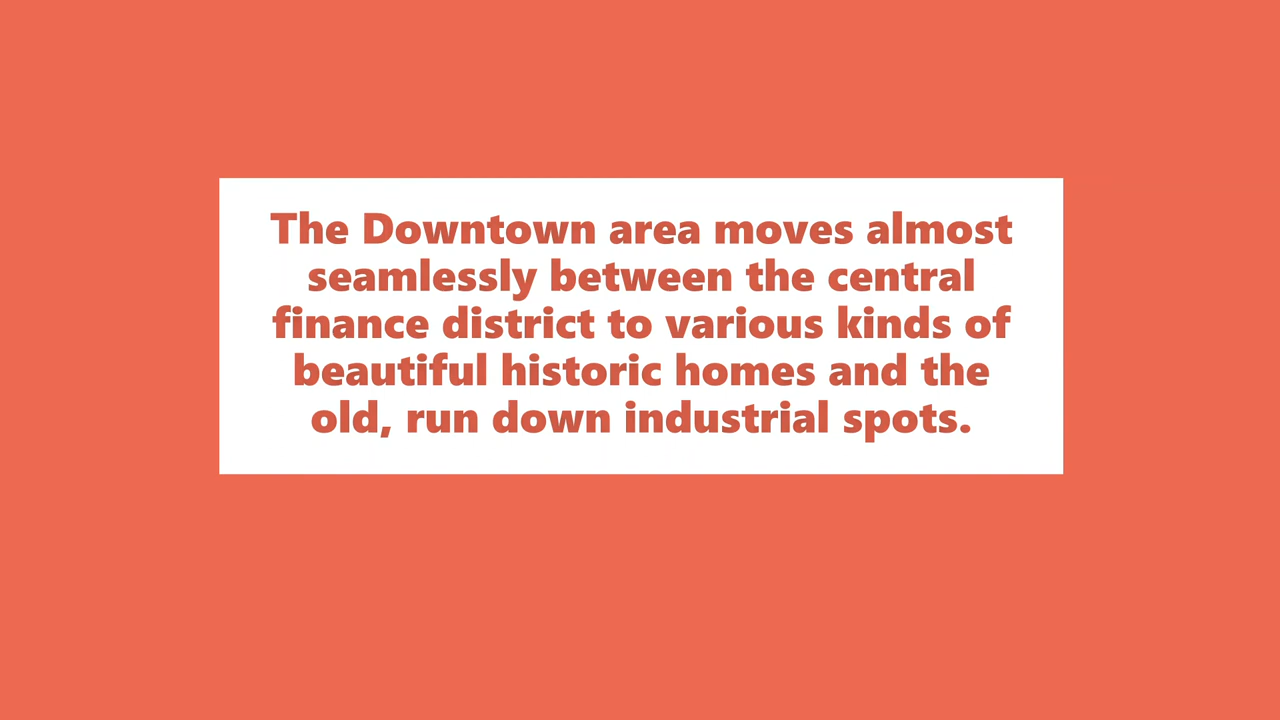 The Downtown area moves almost
seamlessly between the central
finance district to various kinds of
beautiful historic homes and the
old, run down industrial spots.